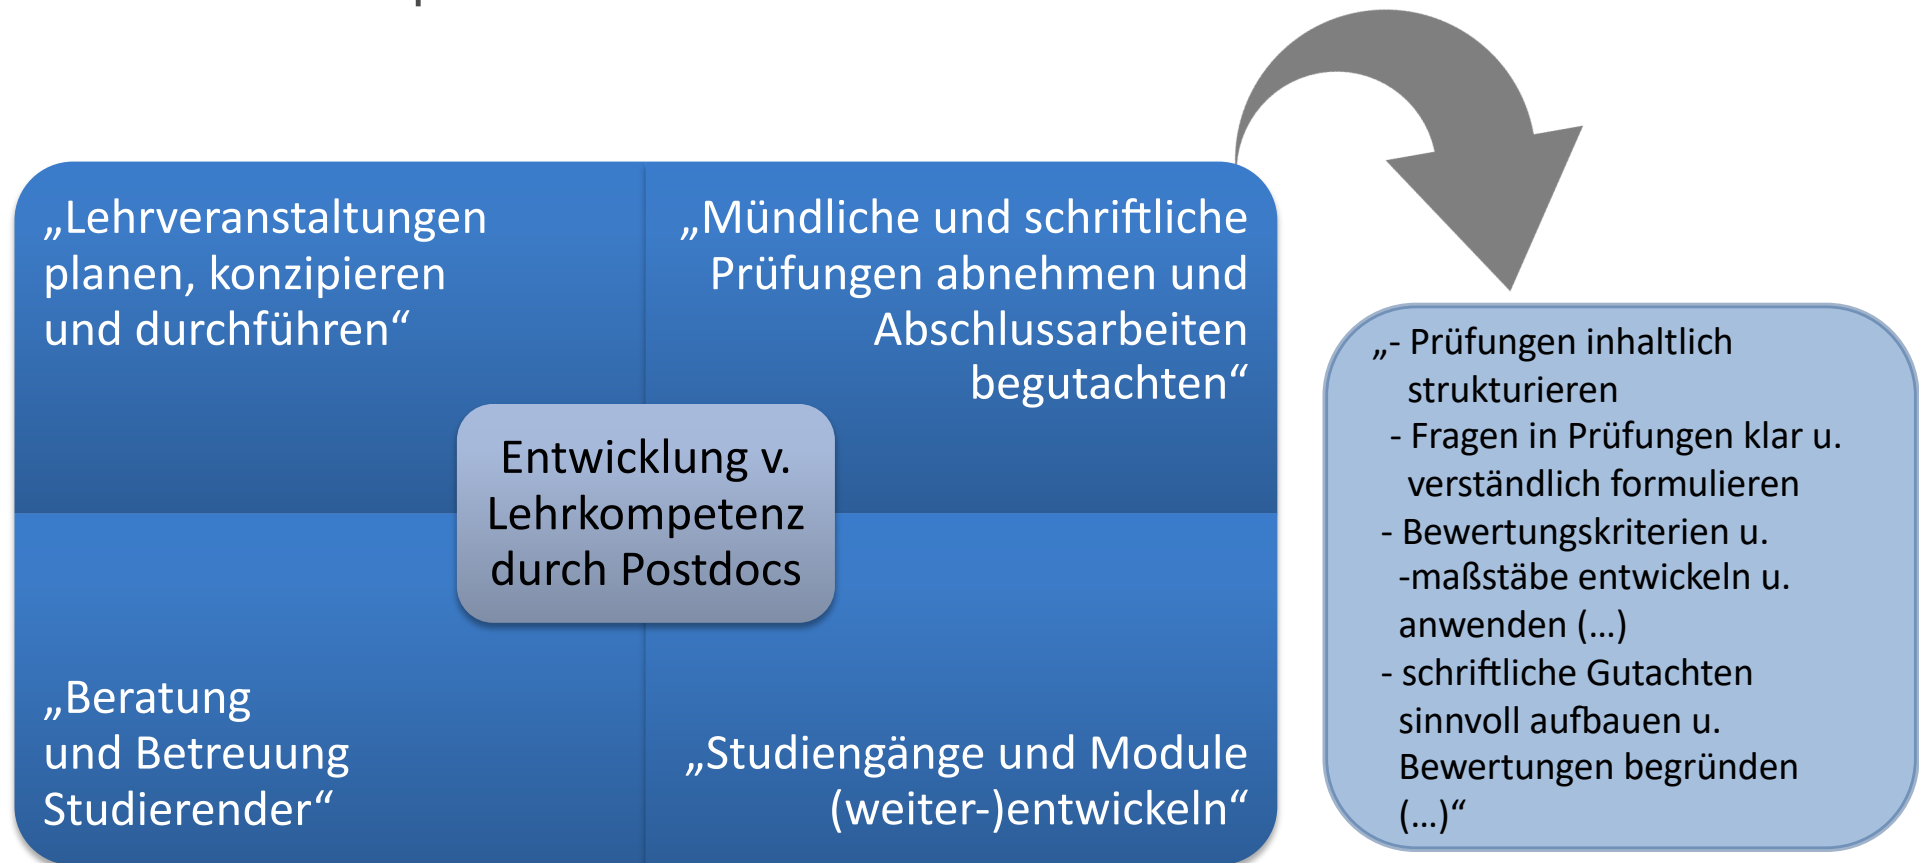 „Lehrveranstaltungen
planen, konzipieren
und durchführen“
„Mündliche und schriftliche
Prüfungen abnehmen und
Abschlussarbeiten
begutachten“
Entwicklung v.
Lehrkompetenz
durch Postdocs
„Beratung
und Betreuung
Studierender“
„Studiengänge und Module
(weiter-)entwickeln“
„- Prüfungen inhaltlich
strukturieren
- Fragen in Prüfungen klar u.
verständlich formulieren
- Bewertungskriterien u.
-maßstäbe entwickeln u.
anwenden (...)
- schriftliche Gutachten
sinnvoll aufbauen u.
Bewertungen begründen
(...)“